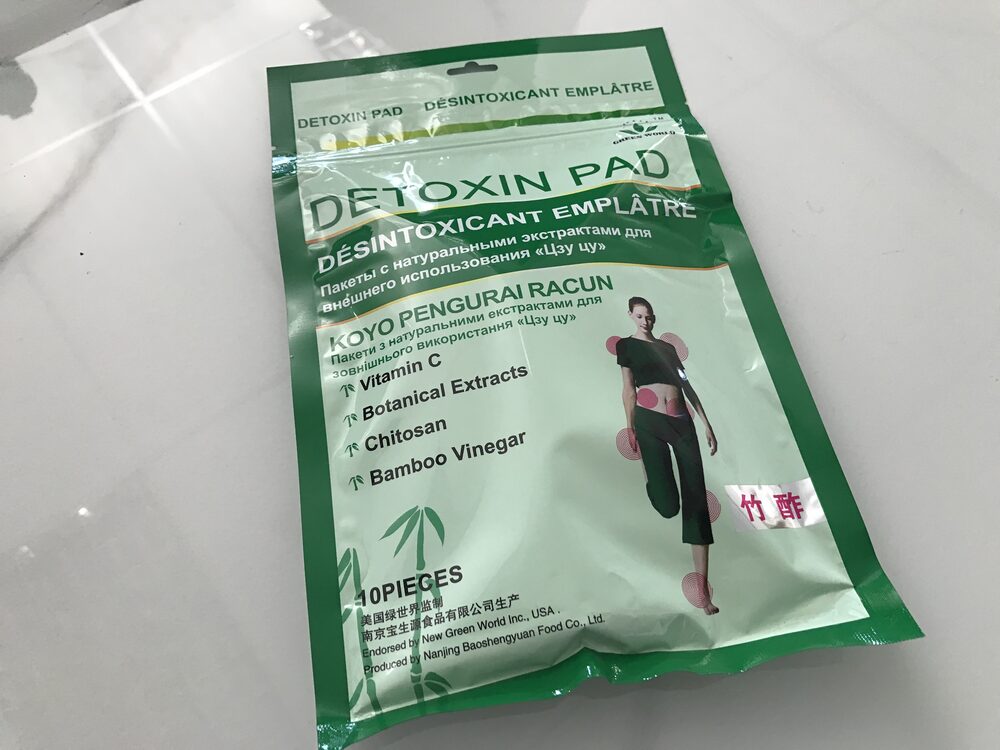 DETOXIN PAD DÉSINTOXICANT EMPLÂTRE
GREEN WORLD
DETOXIN PAD
DÉSINTOXICANT EMPLÂTRE
Пакеты с натуральными экстрактами для
внешнего использования «Цзу цу»
KOYO PENGURAI RACUN
Пакети з натуральними екстрактами для
зовнішнього використання «Цзу цу»
Vitamin C
Botanical Extracts
Chitosan
Bamboo Vinegar
竹酢
10PIECES
美国绿世界监制
南京宝生源食品有限公司生产
Endorsed by New Green World Inc., USA .
Produced by Nanjing Baoshengyuan Food Co., Ltd.